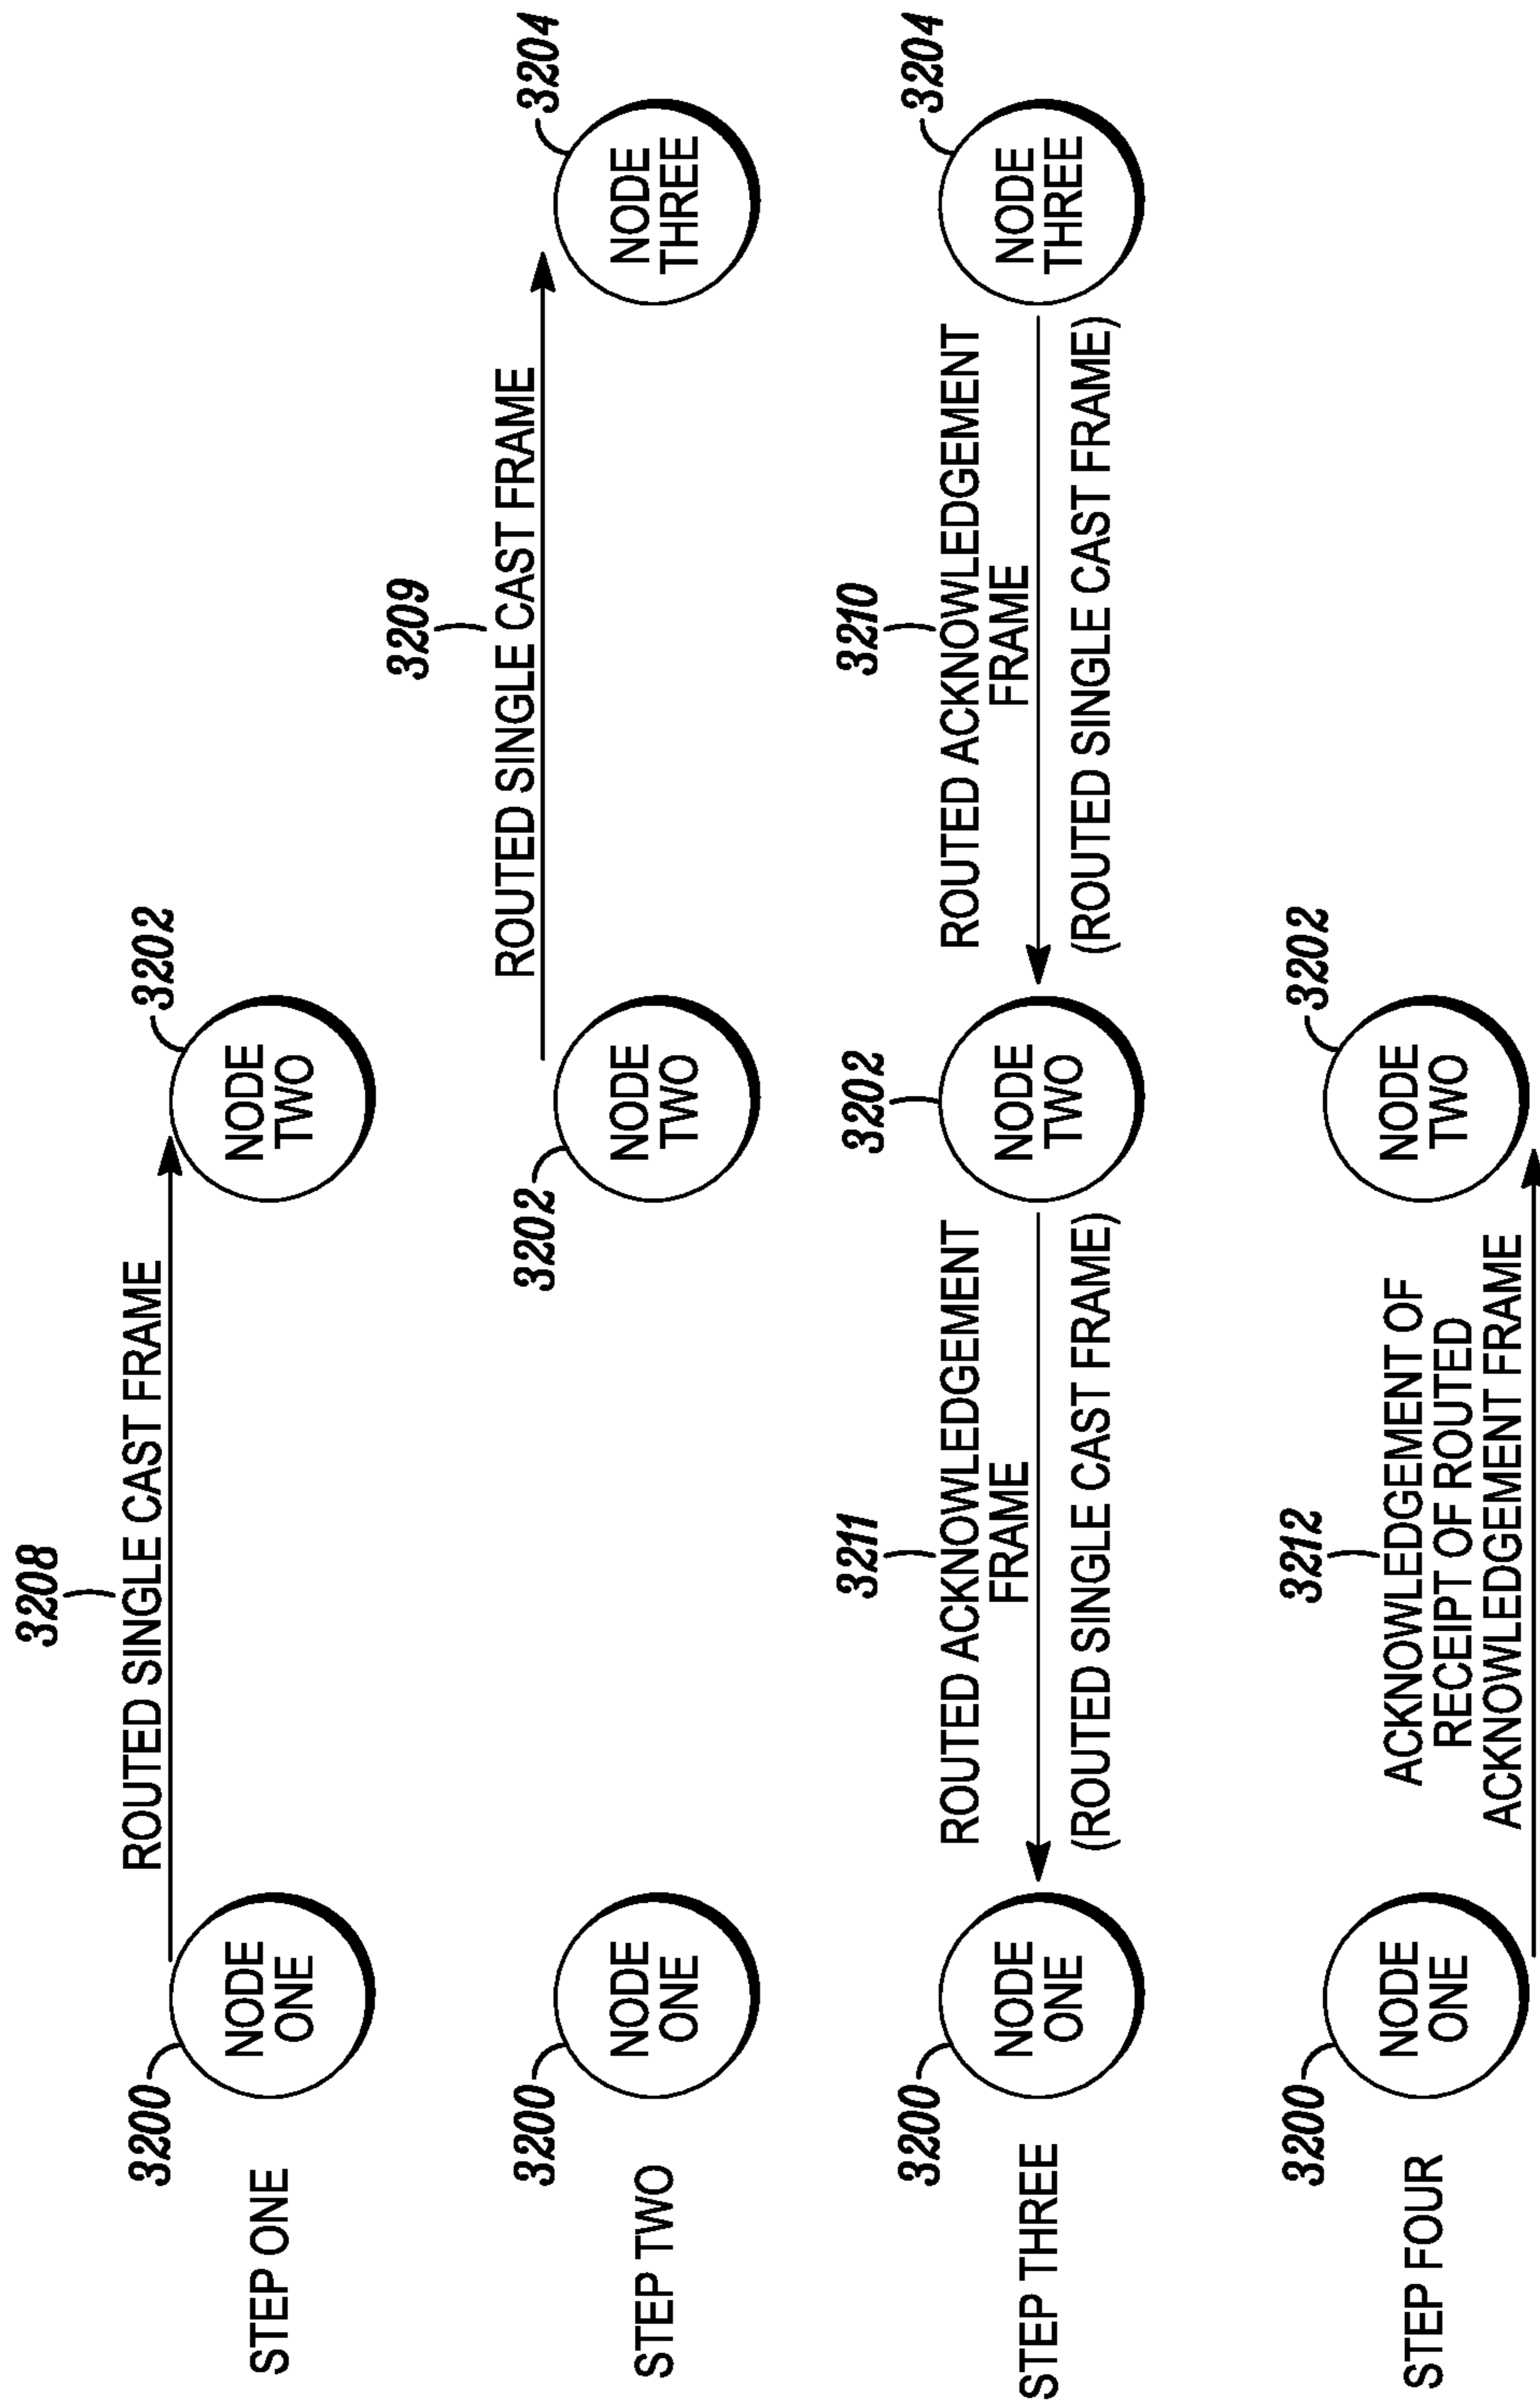 3208
ROUTED SINGLE CAST FRAME
3200
NODE
ONE
3202
NODE
TWO
STEP ONE
3209
ROUTED SINGLE CAST FRAME
3200
NODE
ONE
3202
NODE
TWO
3204
NODE
THREE
STEP TWO
3211
ROUTED ACKNOWLEDGEMENT
FRAME
(ROUTED SINGLE CAST FRAME)
3210
ROUTED ACKNOWLEDGEMENT
FRAME
(ROUTED SINGLE CAST FRAME)
3200
NODE
ONE
3202
NODE
TWO
3204
NODE
THREE
STEP THREE
3212
ACKNOWLEDGEMENT OF
RECEIPT OF ROUTED
ACKNOWLEDGEMENT FRAME
3200
NODE
ONE
3202
NODE
TWO
STEP FOUR